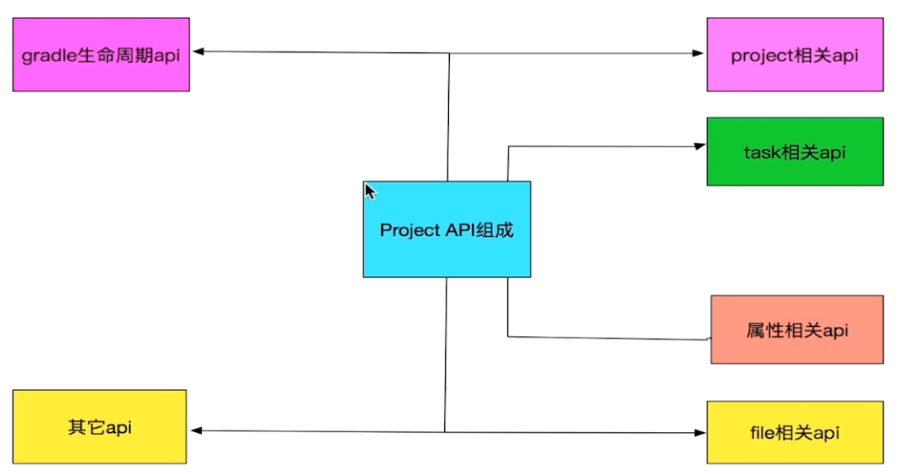 gradle生命周期api
project相关api
task相关api
Project API组成
属性相关api
其它api
file相关api